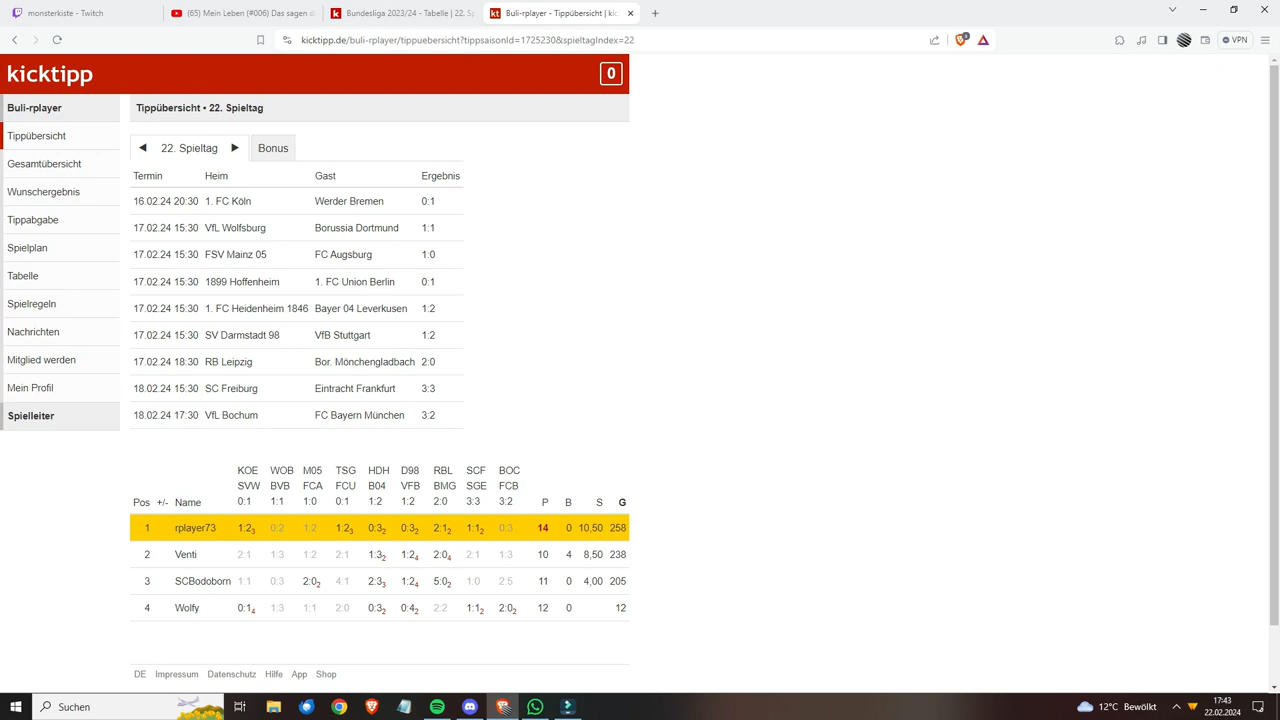 monsterkiste - Twitch
(65) Mein Leben (#006) Das sagen d
Bundesliga 2023/24 - Tabelle | 22. Sp
kt Buli-rplayer - Tippübersicht | kic
kicktipp.de/buli-rplayer/tippuebersicht?tippsaisonId=1725230&spieltagIndex=22
VPN
kicktipp
0
Buli-rplayer
Tippübersicht
Gesamtübersicht
Wunschergebnis
Tippabgabe
Spielplan
Tabelle
Spielregeln
Nachrichten
Mitglied werden
Mein Profil
Spielleiter
Tippübersicht • 22. Spieltag
◀ 22. Spieltag ▶ Bonus
Termin Heim Gast Ergebnis
16.02.24 20:30 1. FC Köln Werder Bremen 0:1
17.02.24 15:30 VfL Wolfsburg Borussia Dortmund 1:1
17.02.24 15:30 FSV Mainz 05 FC Augsburg 1:0
17.02.24 15:30 1899 Hoffenheim 1. FC Union Berlin 0:1
17.02.24 15:30 1. FC Heidenheim 1846 Bayer 04 Leverkusen 1:2
17.02.24 15:30 SV Darmstadt 98 VfB Stuttgart 1:2
17.02.24 18:30 RB Leipzig Bor. Mönchengladbach 2:0
18.02.24 15:30 SC Freiburg Eintracht Frankfurt 3:3
18.02.24 17:30 VfL Bochum FC Bayern München 3:2
KOE WOB M05 TSG HDH D98 RBL SCF BOC
SVW BVB FCA FCU B04 VFB BMG SGE FCB
Pos +/- Name 0:1 1:1 1:0 0:1 1:2 1:2 2:0 3:3 3:2 P B S G
1 rplayer73 1:2₃ 0:2 1:2 1:2₃ 0:3₂ 0:3₂ 2:1₂ 1:1₂ 0:3 14 0 10,50 258
2 Venti 2:1 1:3 1:2 2:1 1:3₂ 1:2₄ 2:0₄ 2:1 1:3 10 4 8,50 238
3 SCBodoborn 1:1 0:3 2:0₂ 4:1 2:3₃ 1:2₄ 5:0₂ 1:0 2:5 11 0 4,00 205
4 Wolfy 0:1₄ 1:3 1:1 2:0 0:3₂ 0:4₂ 2:2 1:1₂ 2:0₂ 12 0 12
DE Impressum Datenschutz Hilfe App Shop
Suchen
12°C Bewölkt
17:43
22.02.2024